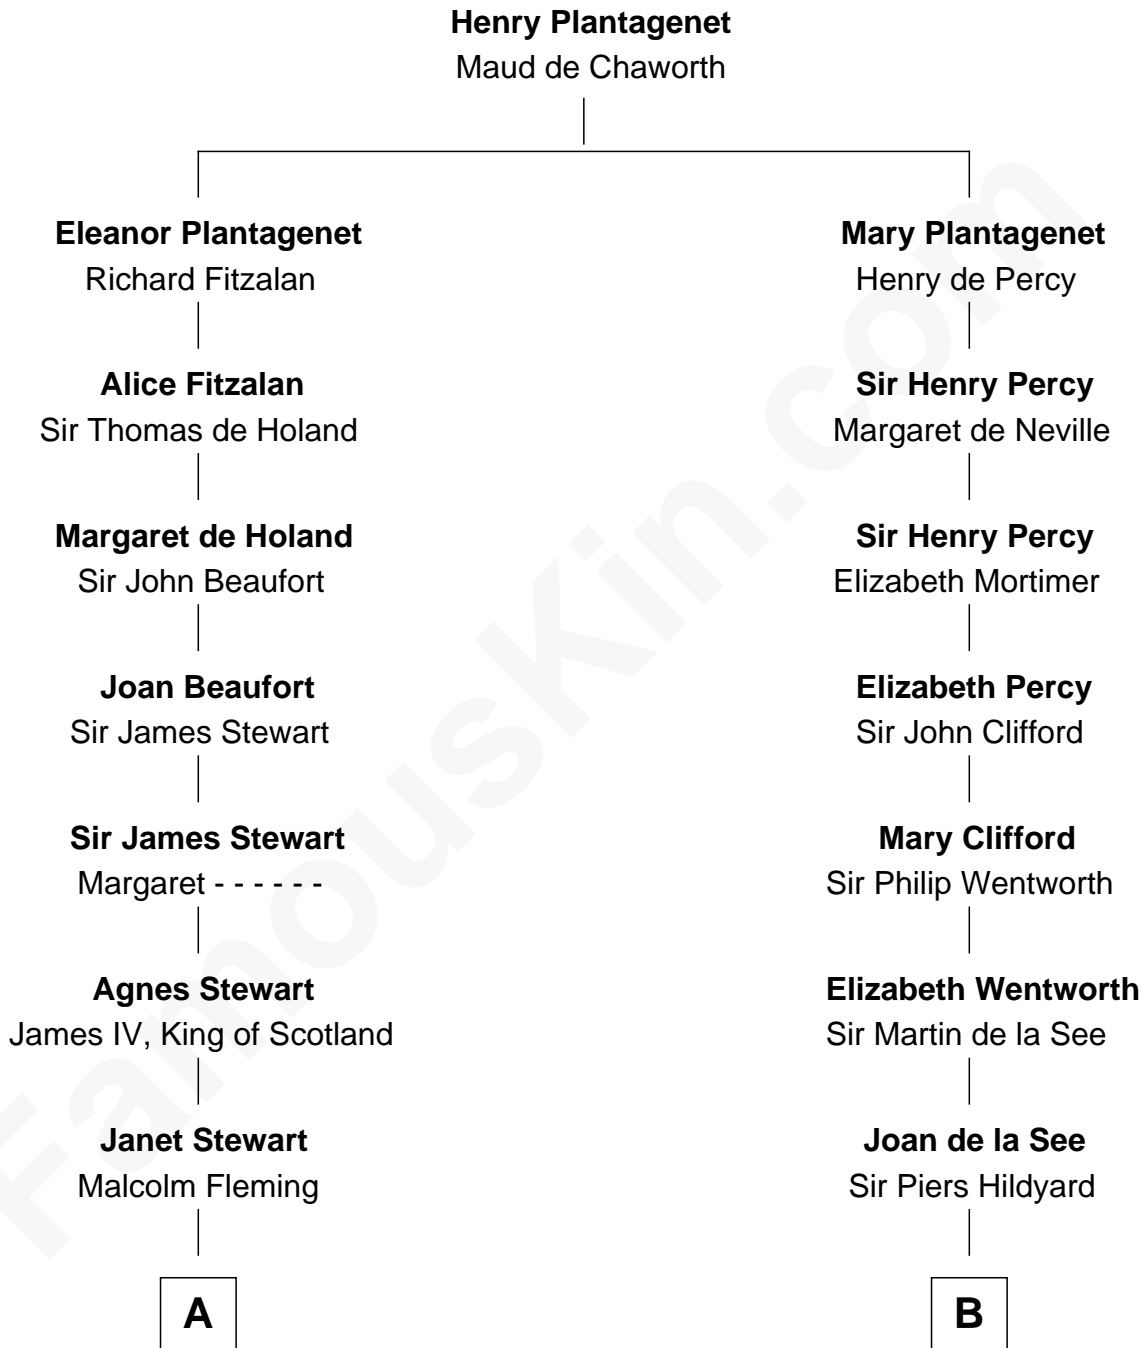 Henry Plantagenet
Maud de Chaworth
Eleanor Plantagenet
Richard Fitzalan
Alice Fitzalan
Sir Thomas de Holand
Margaret de Holand
Sir John Beaufort
Joan Beaufort
Sir James Stewart
Sir James Stewart
Margaret - - - - - -
Agnes Stewart
James IV, King of Scotland
Janet Stewart
Malcolm Fleming
A
Mary Plantagenet
Henry de Percy
Sir Henry Percy
Margaret de Neville
Sir Henry Percy
Elizabeth Mortimer
Elizabeth Percy
Sir John Clifford
Mary Clifford
Sir Philip Wentworth
Elizabeth Wentworth
Sir Martin de la See
Joan de la See
Sir Piers Hildyard
B
FamousKin.com